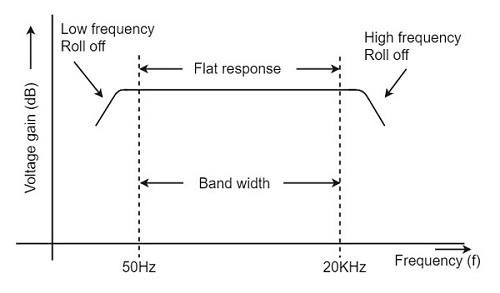 Low frequency
Roll off
High frequency
Roll off
Flat response
Voltage gain (dB)
Band width
Frequency (f)
50Hz
20KHz